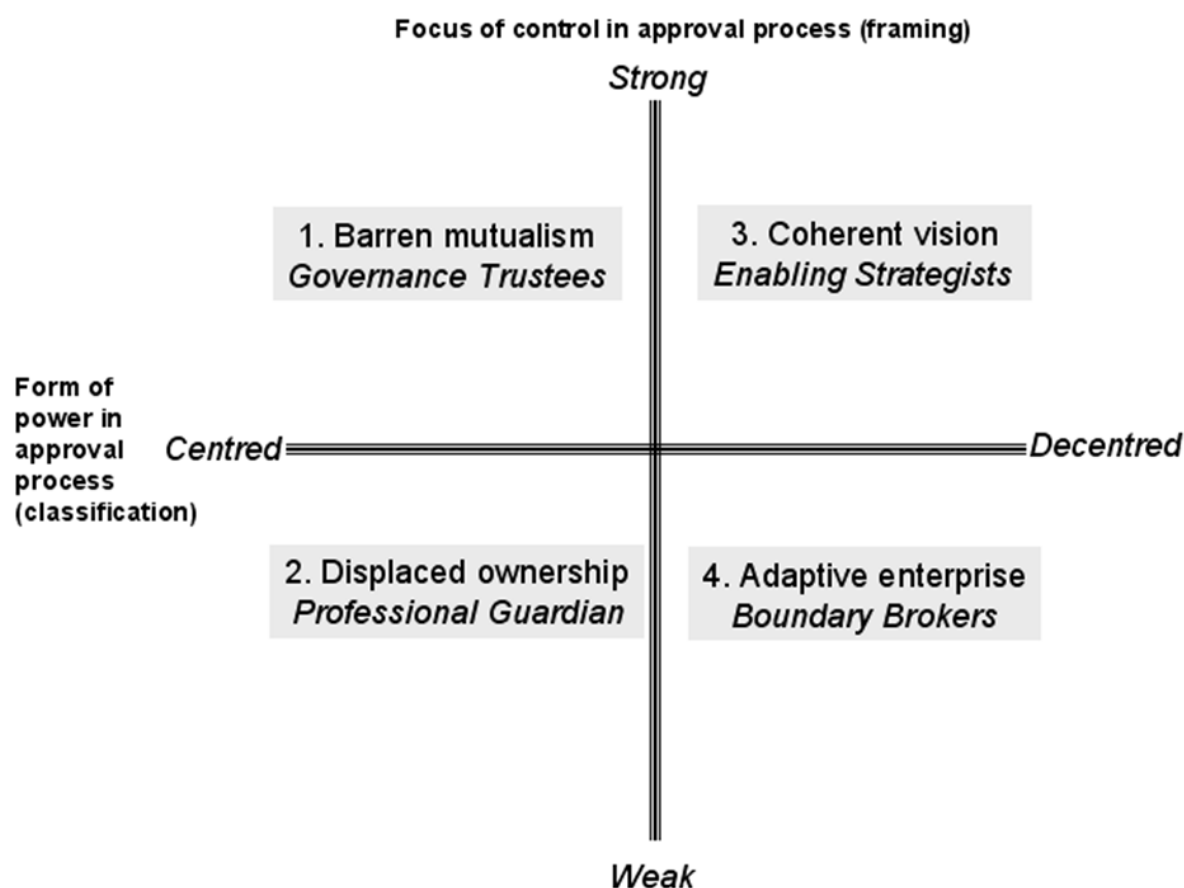 Focus of control in approval process (framing)
Strong
1. Barren mutualism
Governance Trustees
3. Coherent vision
Enabling Strategists
Form of
power in
approval
process
(classification)
Centred
Decentred
2. Displaced ownership
Professional Guardian
4. Adaptive enterprise
Boundary Brokers
Weak